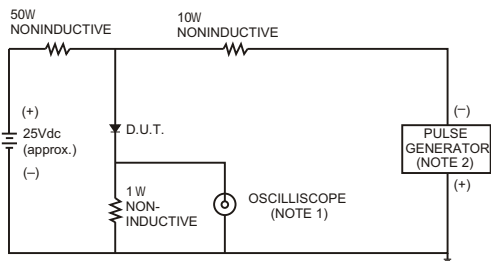 50W
NONINDUCTIVE
10W
NONINDUCTIVE
(+)
25Vdc
(approx.)
(–)
D.U.T.
1 W
NON-
INDUCTIVE
OSCILLISCOPE
(NOTE 1)
(–)
PULSE
GENERATOR
(NOTE 2)
(+)